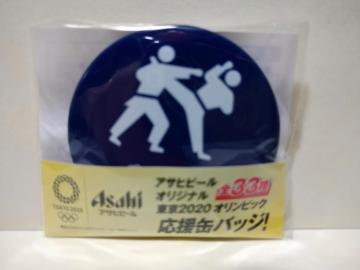 TOKYO 2020
Asahi
アサヒビール
アサヒビール
オリジナル
全33種
東京2020オリンピック
応援缶バッジ!